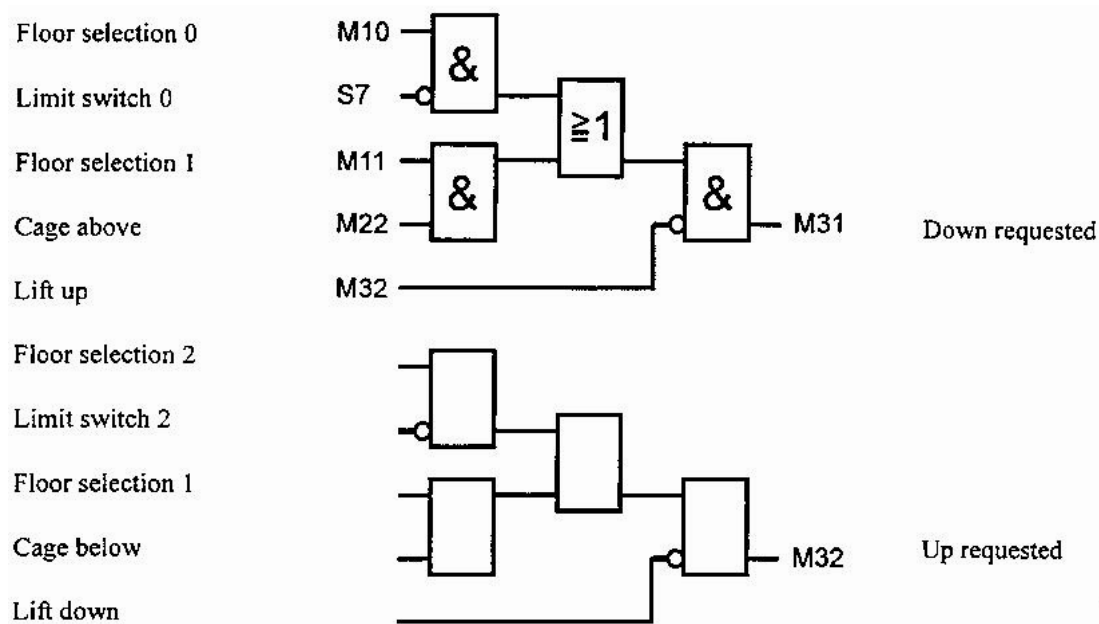 Floor selection 0 M10 &
Limit switch 0 S7
≧1
Floor selection 1 M11 &
Cage above M22 & M31 Down requested
Lift up M32
Floor selection 2
Limit switch 2
Floor selection 1
Cage below M32 Up requested
Lift down